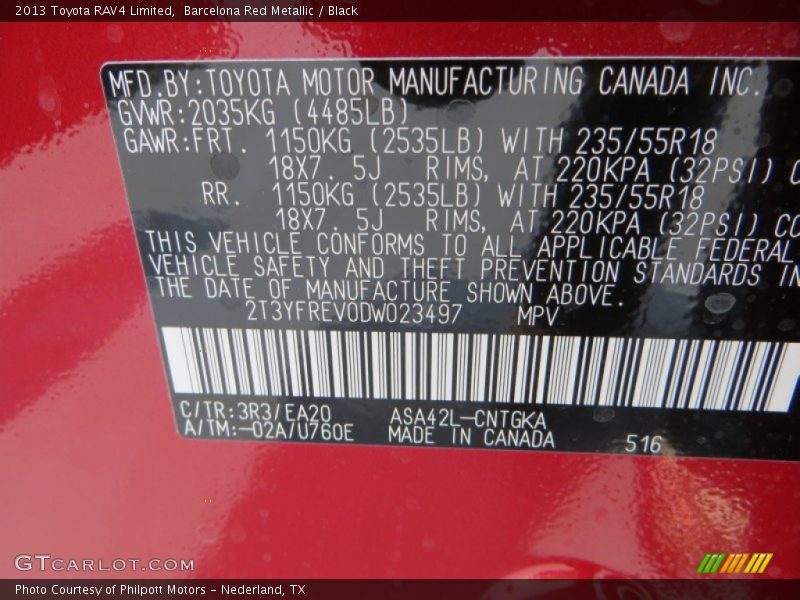 2013 Toyota RAV4 Limited, Barcelona Red Metallic / Black
MFD BY:TOYOTA MOTOR MANUFACTURING CANADA INC.
GVWR:2035KG (4485LB)
GAWR:FRT. 1150KG (2535LB) WITH 235/55R18
18X7. 5J RIMS, AT 220KPA (32PSI) C
RR. 1150KG (2535LB) WITH 235/55R18
18X7. 5J RIMS, AT 220KPA (32PSI) CO
THIS VEHICLE CONFORMS TO ALL APPLICABLE FEDERAL
VEHICLE SAFETY AND THEFT PREVENTION STANDARDS IN
THE DATE OF MANUFACTURE SHOWN ABOVE.
2T3YFREV0DW023497 MPV
C/TR:3R3/EA20 ASA42L-CNTGKA
A/TM:-02A/U760E MADE IN CANADA 516
GTCARLOT.COM
Photo Courtesy of Philpott Motors - Nederland, TX